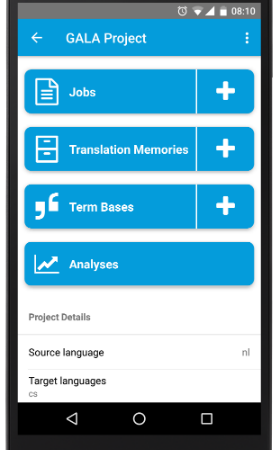 08:10
GALA Project
Jobs
Translation Memories
Term Bases
Analyses
Project Details
Source language nl
Target languages
cs